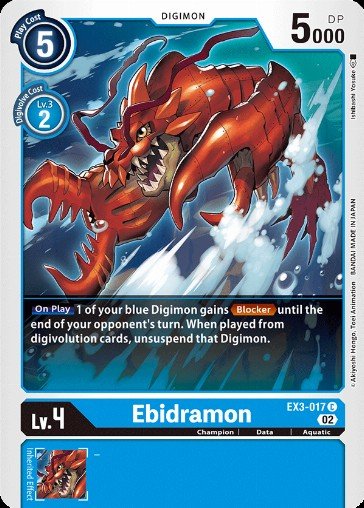 Play Cost
5
DIGIMON
DP
5000
Digivolve Cost
Lv.3
2
Ishibashi Yosuke
© Akiyoshi Hongo, Toei Animation BANDAI MADE IN JAPAN
On Play 1 of your blue Digimon gains Blocker until the
end of your opponent's turn. When played from
digivolution cards, unsuspend that Digimon.
Lv.4
Ebidramon
EX3-017 C
02
Champion | Data | Aquatic
Inherited Effect
–